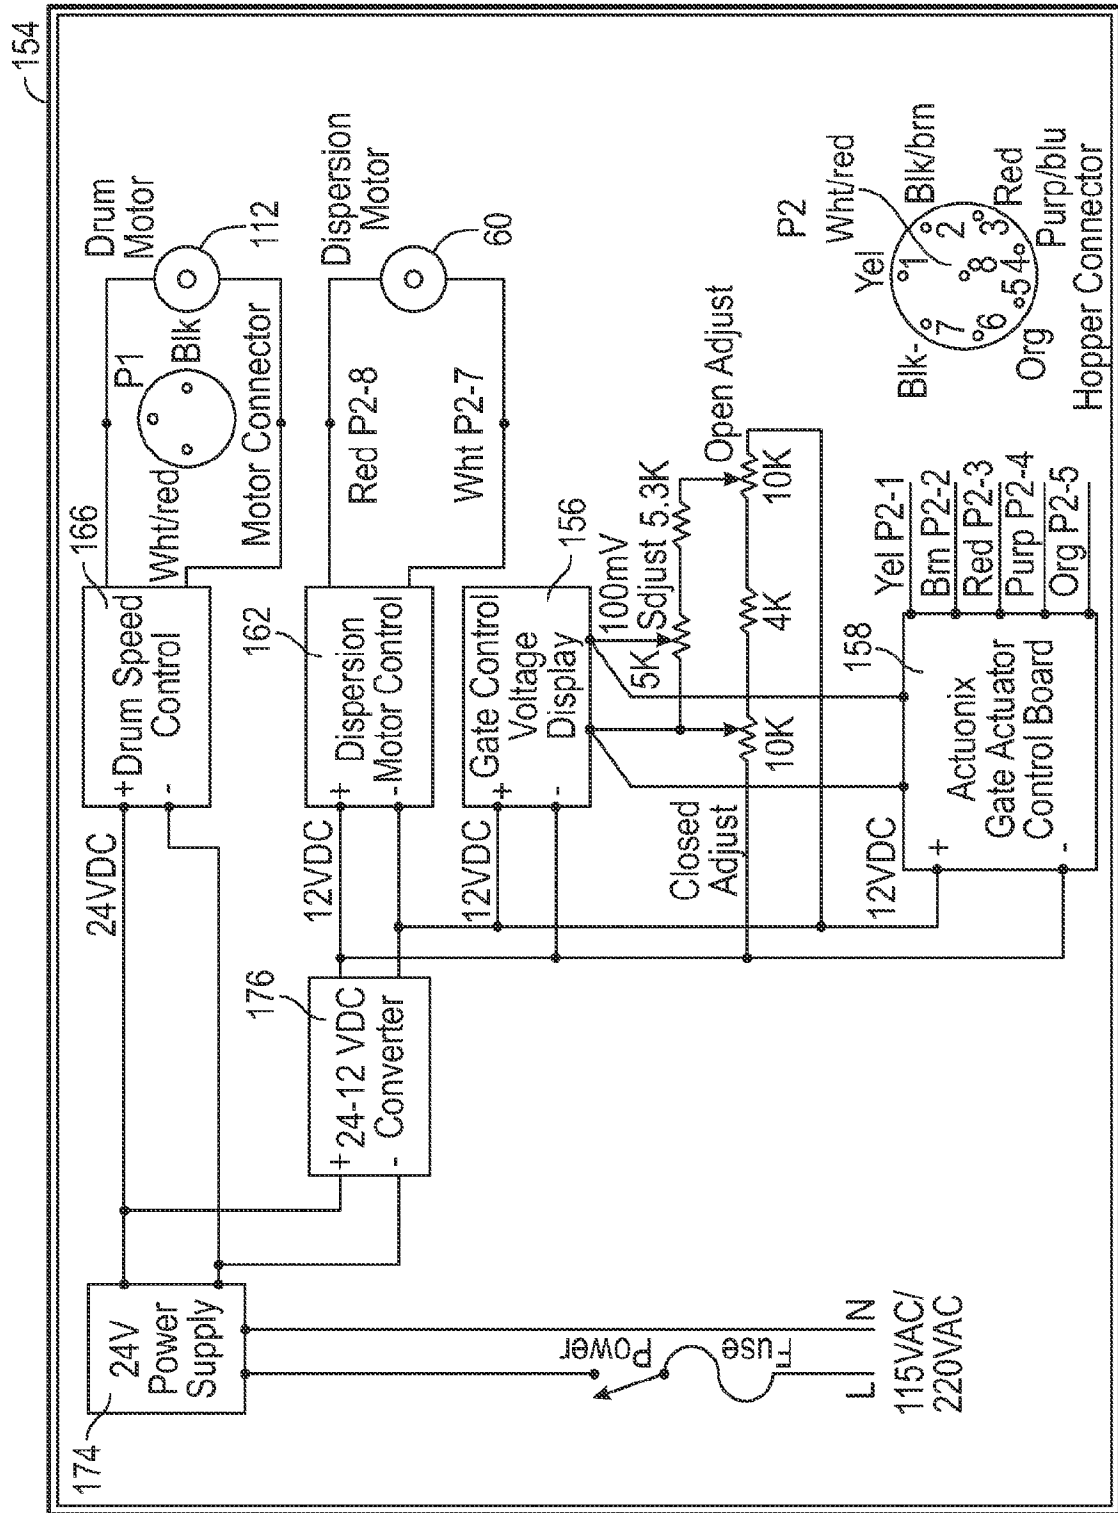 154
174
24V
Power
Supply
Power
Fuse
L
N
115VAC/
220VAC
24VDC
166
+ Drum Speed
Control
-
P1
Wht/red
Blk
Motor Connector
Drum
Motor
112
176
+
24-12 VDC
Converter
-
12VDC
162
+
Dispersion
-Motor Control
Red P2-8
Wht P2-7
Dispersion
Motor
60
12VDC
+
Gate Control
Voltage
Display
-
156
100mV
Sdjust
5K
5.3K
Closed
Adjust
10K
4K
10K
Open Adjust
12VDC
158
+
Actuonix
Gate Actuator
Control Board
-
Yel P2-1
Brn P2-2
Red P2-3
Purp P2-4
Org P2-5
P2
Wht/red
Yel
Blk/brn
Blk-
Red
Purp/blu
Org
1
2
3
4
5
6
7
8
Hopper Connector